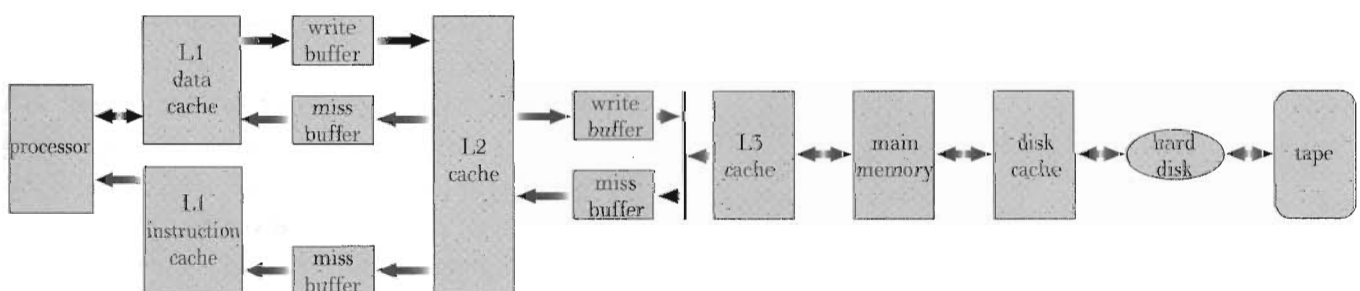 processor
L1
data
cache
L1
instruction
cache
write
buffer
miss
buffer
miss
buffer
L2
cache
write
buffer
miss
buffer
L3
cache
main
memory
disk
cache
hard
disk
tape